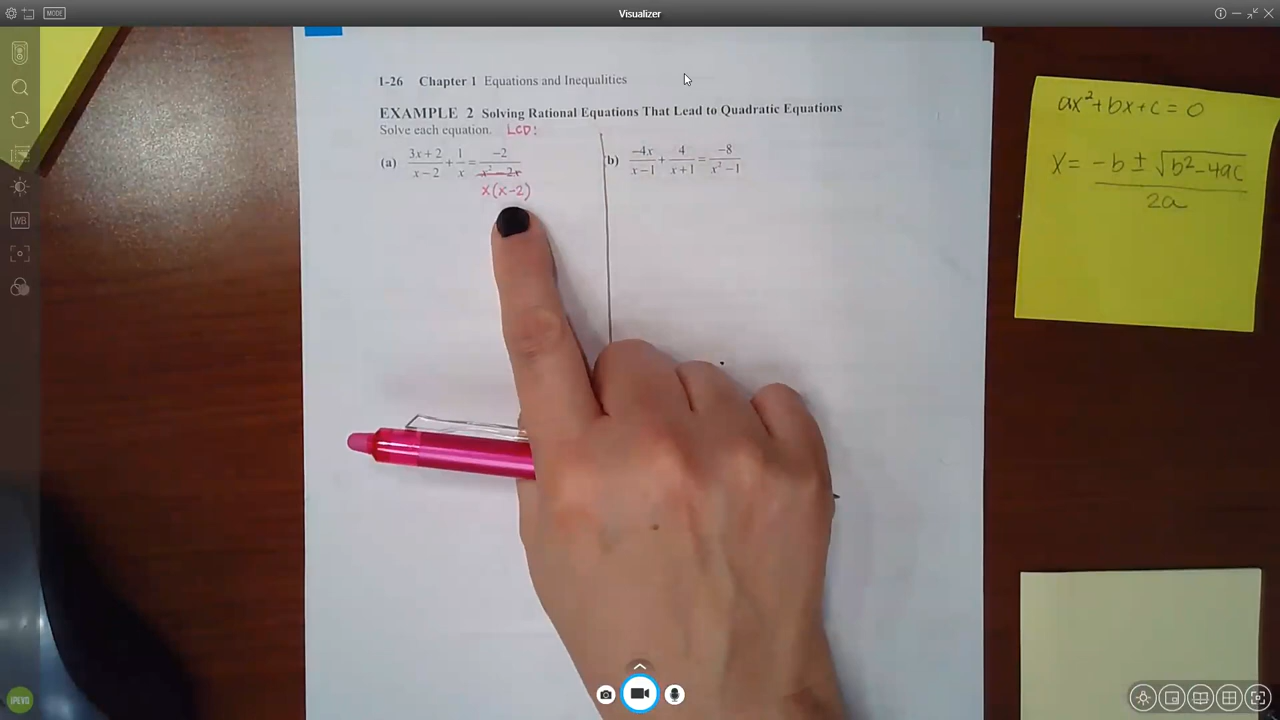 MODE
Visualizer
1-26 Chapter 1 Equations and Inequalities
EXAMPLE 2 Solving Rational Equations That Lead to Quadratic Equations
Solve each equation. LCD!
(a) (3x + 2)/(x − 2) + 1/x = −2/(x² − 2x)
x(x-2)
(b) −4x/(x − 1) + 4/(x + 1) = −8/(x² − 1)
ax² + bx + c = 0
x = (-b ± √(b² - 4ac))/2a
WB
IPEVO